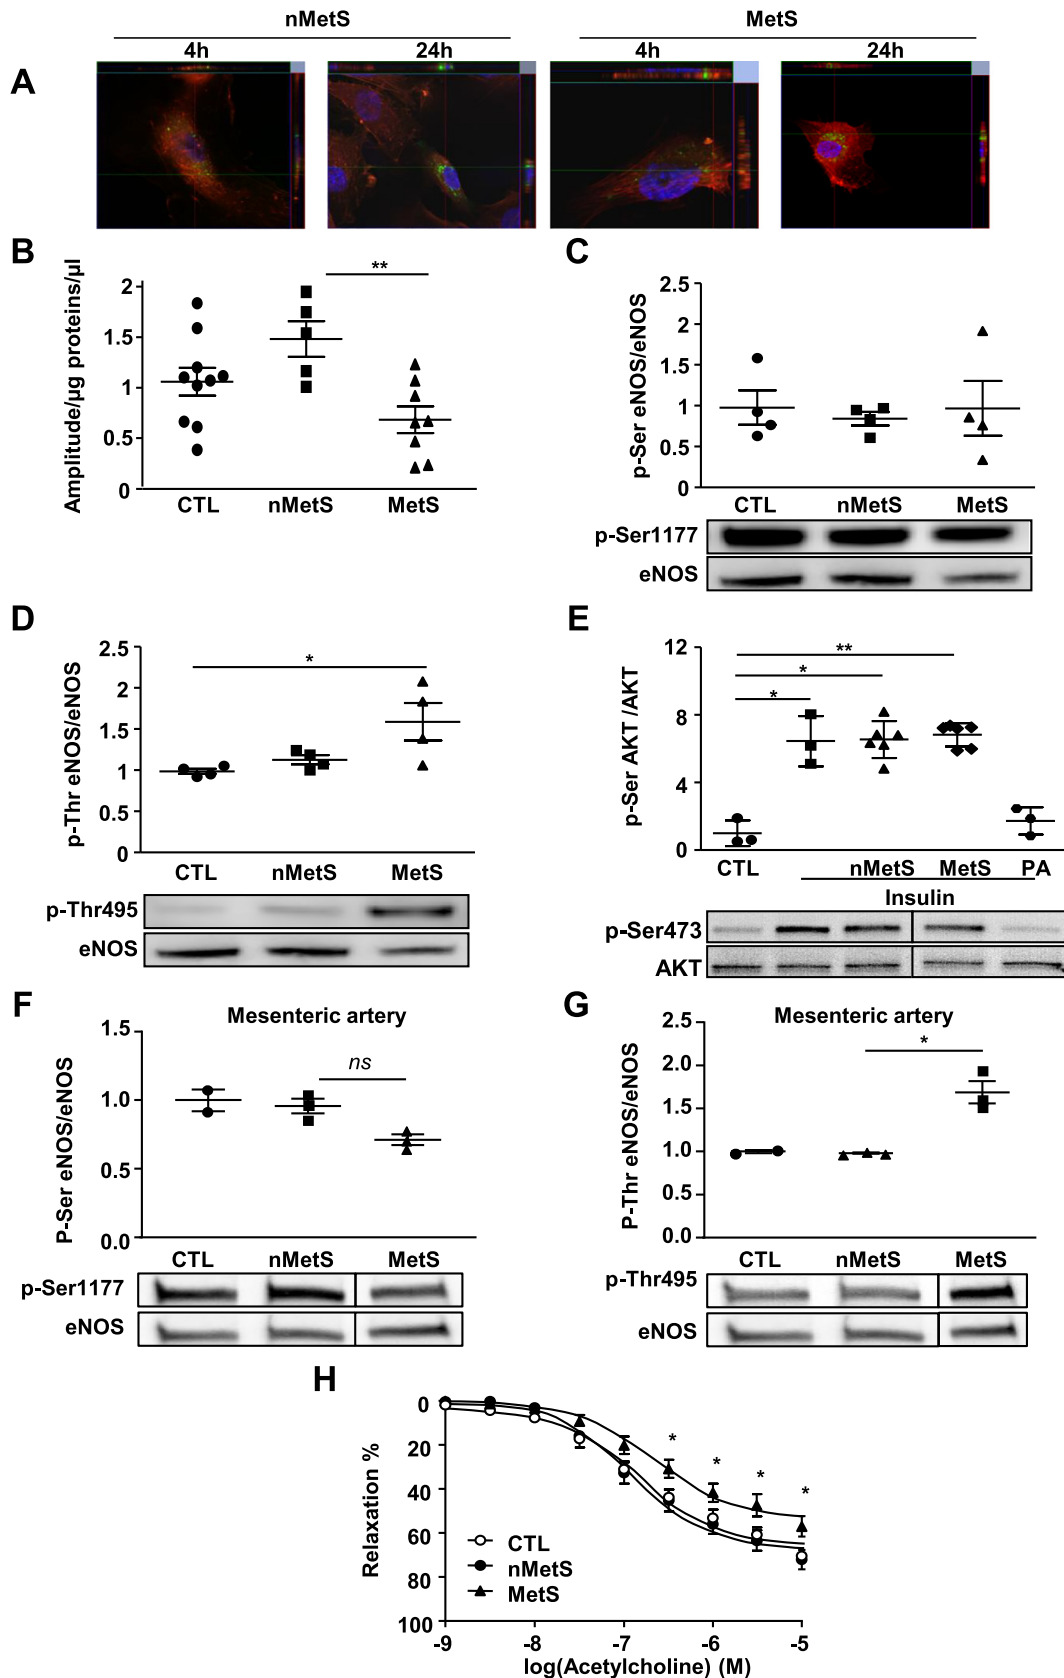 nMetS MetS
4h 24h 4h 24h
A
B
Amplitude/µg proteins/µl
2
1.5
1
0.5
0
**
CTL nMetS MetS
C
p-Ser eNOS/eNOS
2.5
2
1.5
1
0.5
0
CTL nMetS MetS
p-Ser1177
eNOS
D
p-Thr eNOS/eNOS
2.5
2
1.5
1
0.5
0
*
CTL nMetS MetS
p-Thr495
eNOS
E
p-Ser AKT /AKT
12
8
4
0
**
*
*
CTL nMetS MetS PA
Insulin
p-Ser473
AKT
F
Mesenteric artery
P-Ser eNOS/eNOS
1.5
1.0
0.5
0.0
ns
CTL nMetS MetS
p-Ser1177
eNOS
G
Mesenteric artery
P-Thr eNOS/eNOS
2.5
2.0
1.5
1.0
0.5
0.0
*
CTL nMetS MetS
p-Thr495
eNOS
H
Relaxation %
0
20
40
60
80
100
* * * *
CTL
nMetS
MetS
-9 -8 -7 -6 -5
log(Acetylcholine) (M)